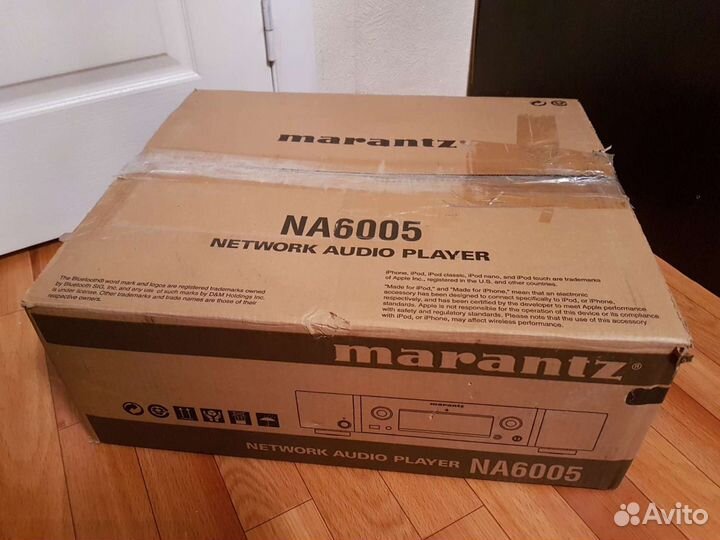 marantz
NA6005
NETWORK AUDIO PLAYER
The Bluetooth® word mark and logos are registered trademarks owned
by Bluetooth SIG, Inc. and any use of such marks by D&M Holdings Inc.
is under license. Other trademarks and trade names are those of their
respective owners.
iPhone, iPod, iPod classic, iPod nano, and iPod touch are trademarks
of Apple Inc., registered in the U.S. and other countries.
"Made for iPod," and "Made for iPhone," mean that an electronic
accessory has been designed to connect specifically to iPod, or iPhone,
respectively, and has been certified by the developer to meet Apple performance
standards. Apple is not responsible for the operation of this device or its compliance
with safety and regulatory standards. Please note that the use of this accessory
with iPod, or iPhone, may affect wireless performance.
marantz®
marantz
NETWORK AUDIO PLAYER NA6005
Avito